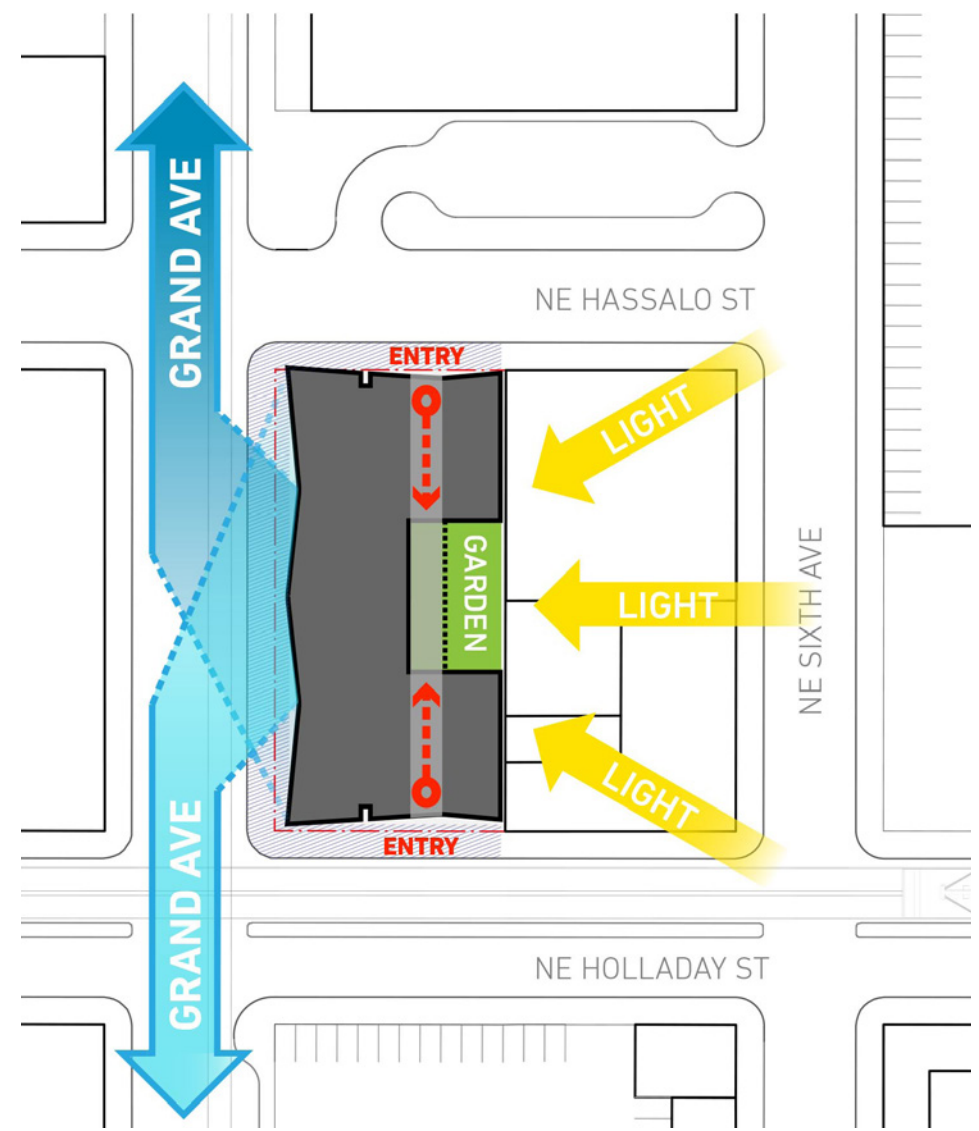 GRAND AVE
NE HASSALO ST
ENTRY
LIGHT
GARDEN
LIGHT
NE SIXTH AVE
LIGHT
ENTRY
GRAND AVE
NE HOLLADAY ST